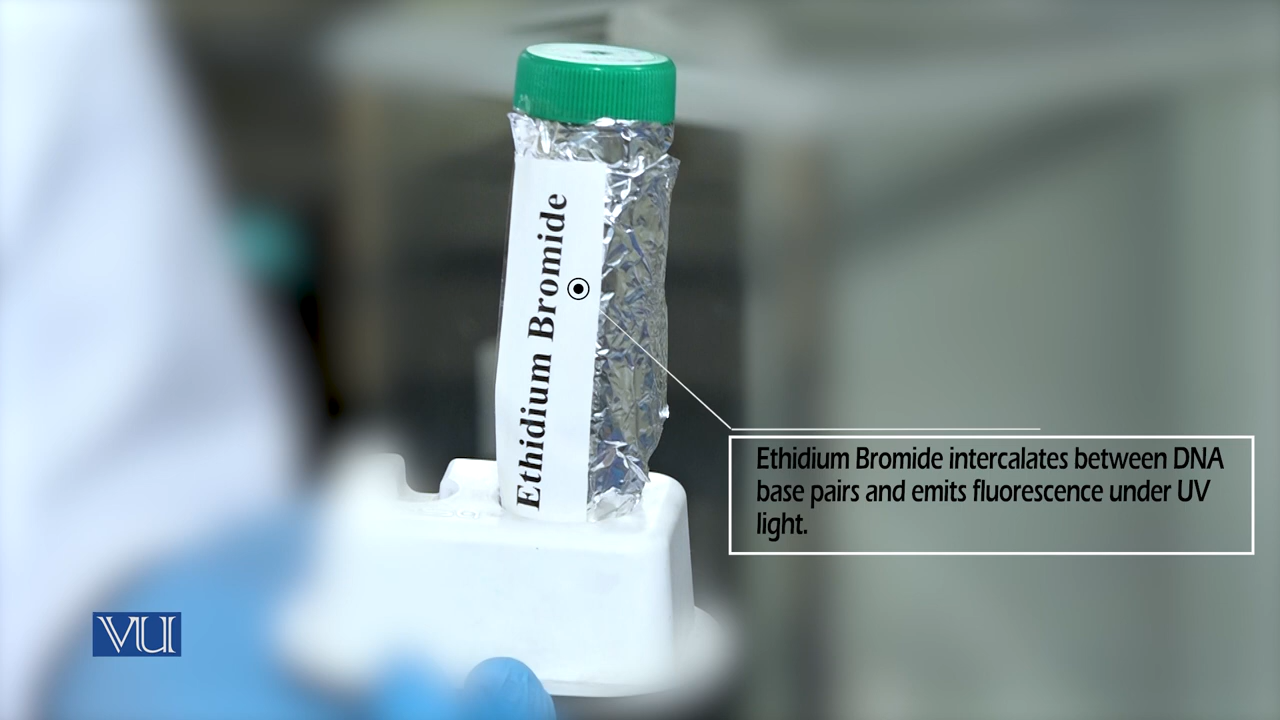 Ethidium Bromide
Ethidium Bromide intercalates between DNA
base pairs and emits fluorescence under UV
light.
VU